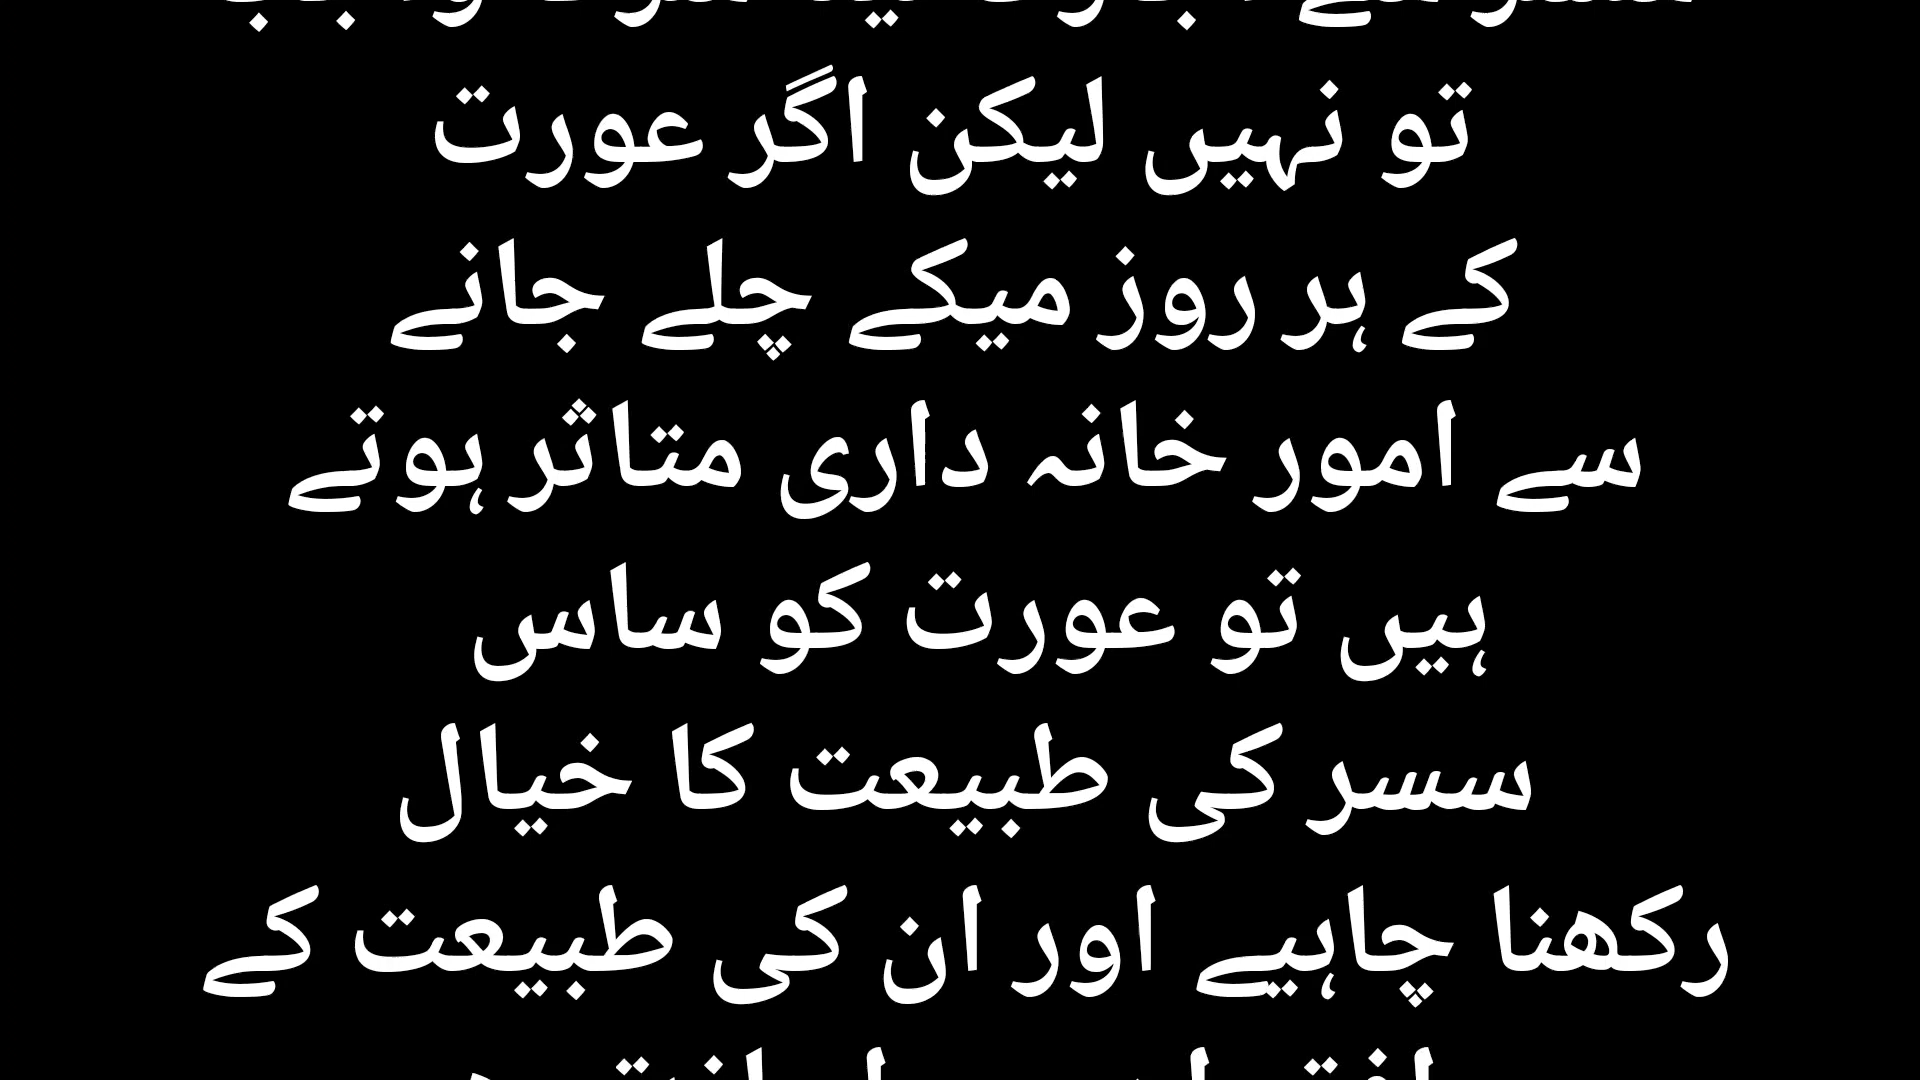 تو نہیں لیکن اگر عورت
کے ہر روز میکے چلے جانے
سے امور خانہ داری متاثر ہوتے
ہیں تو عورت کو ساس
سسر کی طبیعت کا خیال
رکھنا چاہیے اور ان کی طبیعت کے